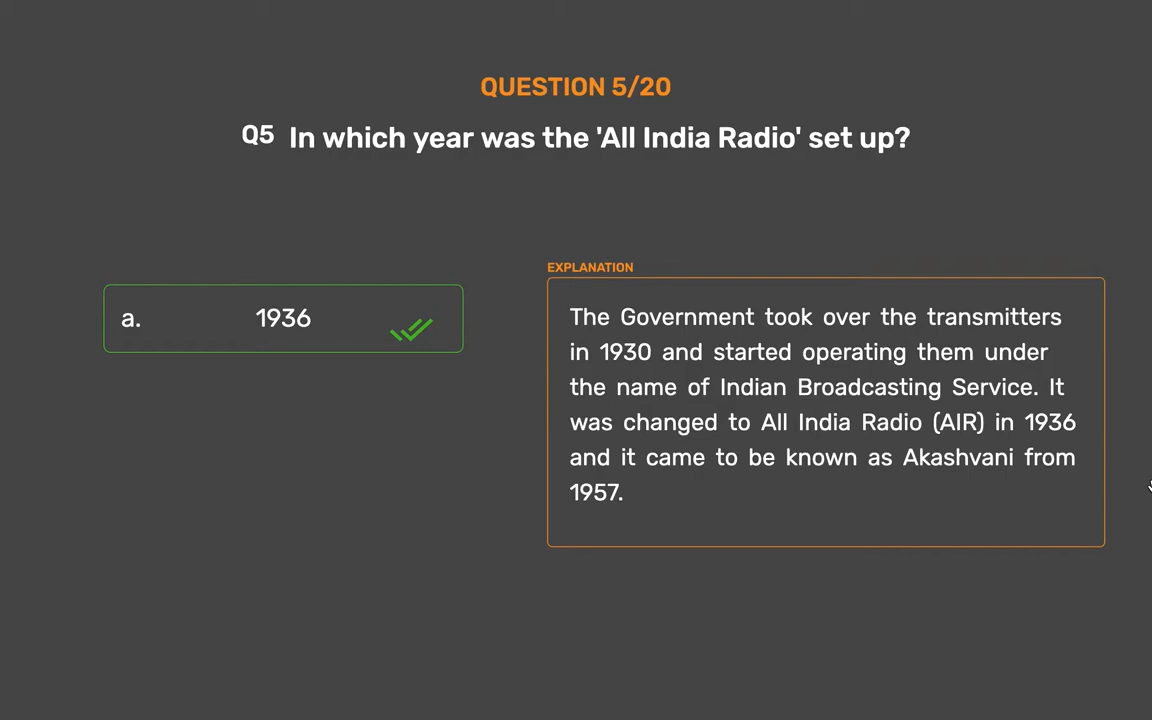 QUESTION 5/20
Q5 In which year was the 'All India Radio' set up?
a. 1936
EXPLANATION
The Government took over the transmitters
in 1930 and started operating them under
the name of Indian Broadcasting Service. It
was changed to All India Radio (AIR) in 1936
and it came to be known as Akashvani from
1957.